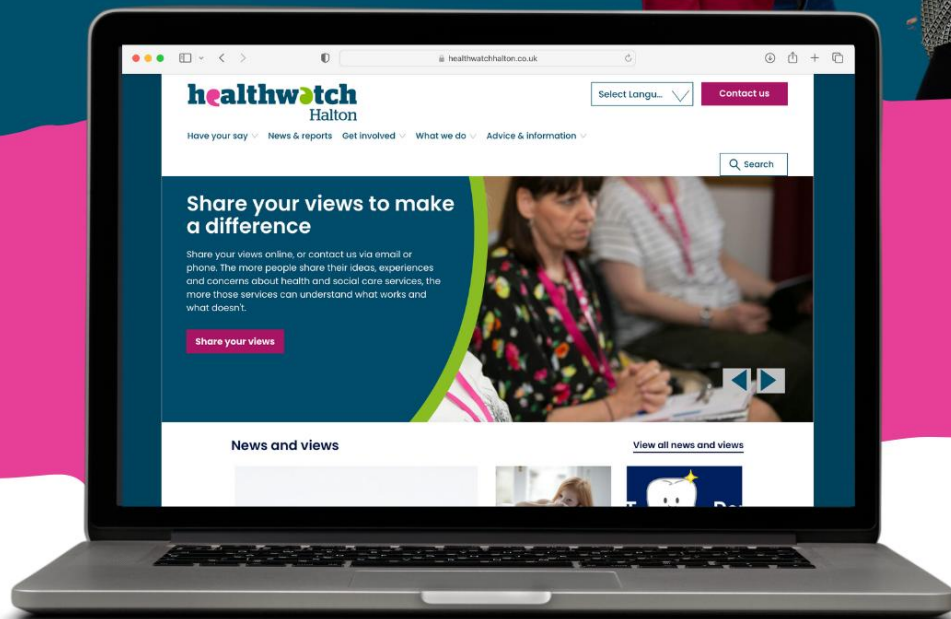 healthwatchhalton.co.uk
healthwatch
Halton
Select Langu...
Contact us
Have your say
News & reports
Get involved
What we do
Advice & information
Search
Share your views to make
a difference
Share your views online, or contact us via email or
phone. The more people share their ideas, experiences
and concerns about health and social care services, the
more those services can understand what works and
what doesn't.
Share your views
News and views
View all news and views